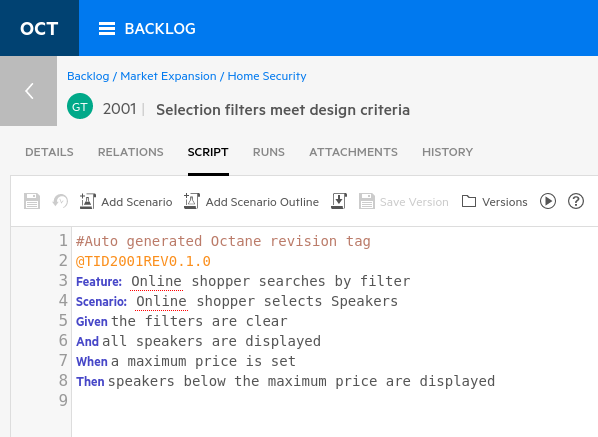 OCT BACKLOG
Backlog / Market Expansion / Home Security
GT 2001 | Selection filters meet design criteria
DETAILS RELATIONS SCRIPT RUNS ATTACHMENTS HISTORY
Add Scenario Add Scenario Outline Save Version Versions
1 #Auto generated Octane revision tag
2 @TID2001REV0.1.0
3 Feature: Online shopper searches by filter
4 Scenario: Online shopper selects Speakers
5 Given the filters are clear
6 And all speakers are displayed
7 When a maximum price is set
8 Then speakers below the maximum price are displayed
9